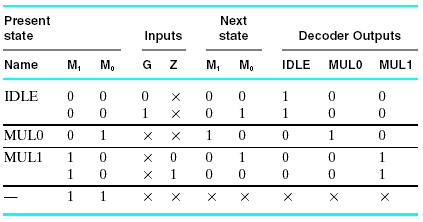 Present state Inputs Next state Decoder Outputs
Name M₁ M₀ G Z M₁ M₀ IDLE MUL0 MUL1
IDLE 0 0 0 × 0 0 1 0 0
0 0 1 × 0 1 1 0 0
MUL0 0 1 × × 1 0 0 1 0
MUL1 1 0 × 0 0 1 0 0 1
1 0 × 1 0 0 0 0 1
— 1 1 × × × × × × ×